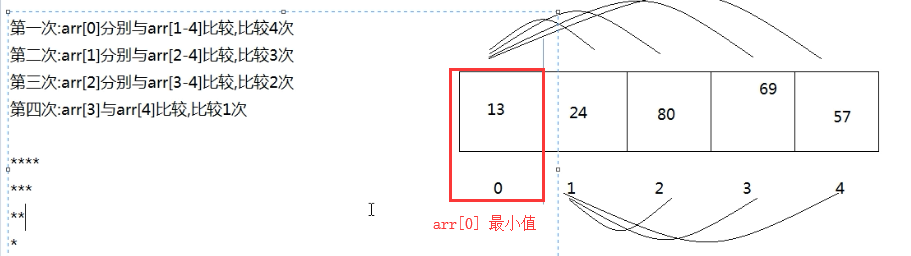 第一次:arr[0]分别与arr[1-4]比较,比较4次
第二次:arr[1]分别与arr[2-4]比较,比较3次
第三次:arr[2]分别与arr[3-4]比较,比较2次
第四次:arr[3]与arr[4]比较,比较1次
****
***
**
*
13 24 80 69 57
0 1 2 3 4
arr[0] 最小值